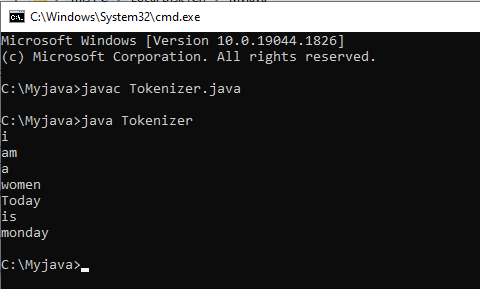 C:\Windows\System32\cmd.exe
Microsoft Windows [Version 10.0.19044.1826]
(c) Microsoft Corporation. All rights reserved.
C:\Myjava>javac Tokenizer.java
C:\Myjava>java Tokenizer
i
am
a
women
Today
is
monday
C:\Myjava>